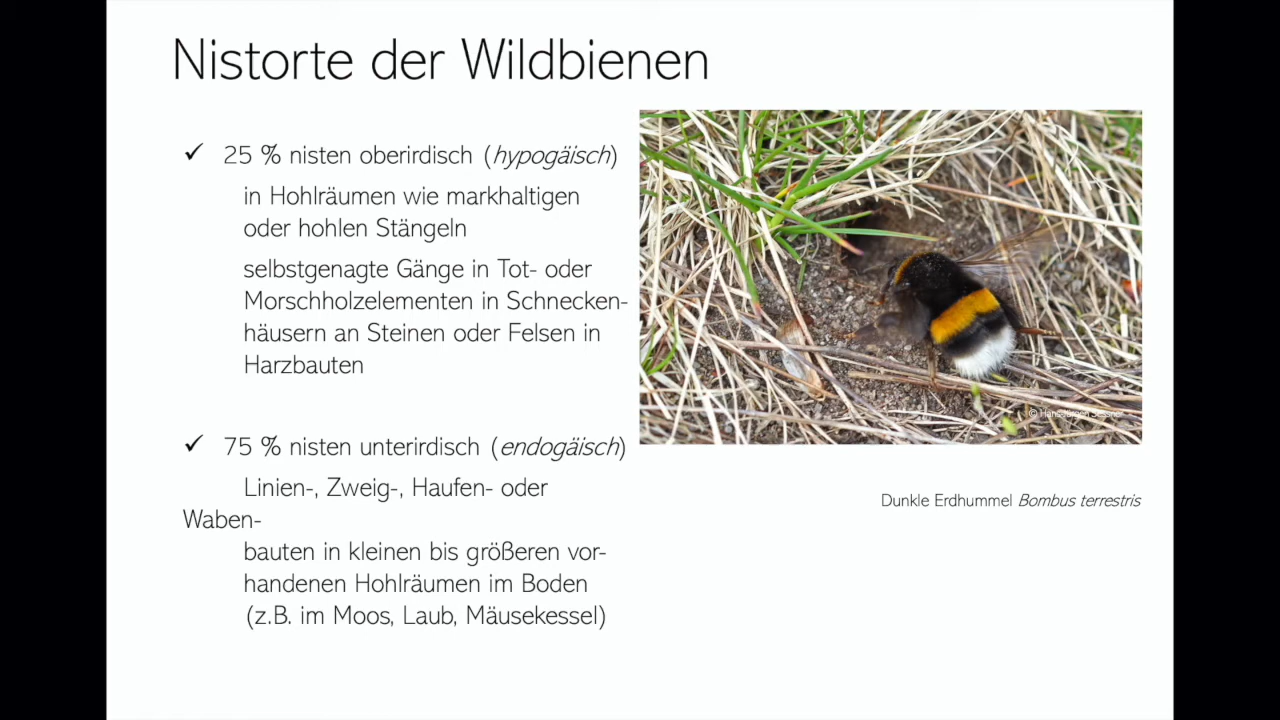 Nistorte der Wildbienen
✓ 25 % nisten oberirdisch (hypogäisch)
in Hohlräumen wie markhaltigen
oder hohlen Stängeln
selbstgenagte Gänge in Tot- oder
Morschholzelementen in Schnecken-
häusern an Steinen oder Felsen in
Harzbauten
✓ 75 % nisten unterirdisch (endogäisch)
Linien-, Zweig-, Haufen- oder
Waben-
bauten in kleinen bis größeren vor-
handenen Hohlräumen im Boden
(z.B. im Moos, Laub, Mäusekessel)
©
Dunkle Erdhummel Bombus terrestris